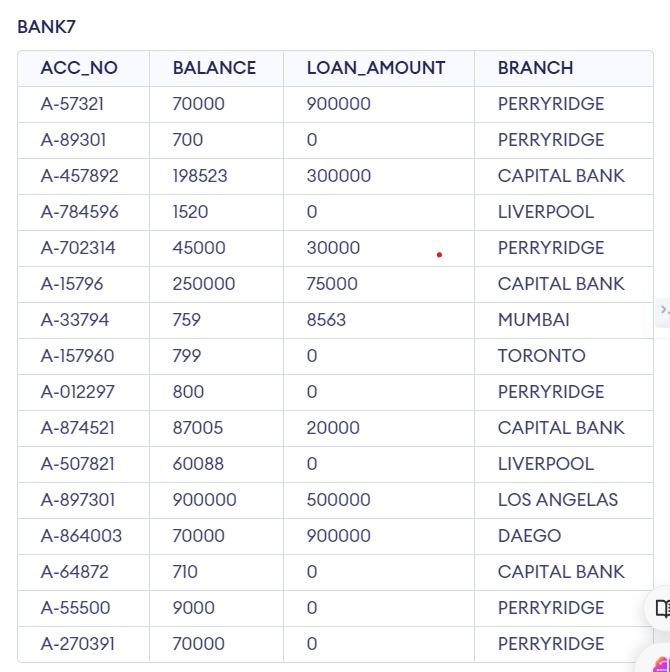 BANK7
ACC_NO BALANCE LOAN_AMOUNT BRANCH
A-57321 70000 900000 PERRYRIDGE
A-89301 700 0 PERRYRIDGE
A-457892 198523 300000 CAPITAL BANK
A-784596 1520 0 LIVERPOOL
A-702314 45000 30000 PERRYRIDGE
A-15796 250000 75000 CAPITAL BANK
A-33794 759 8563 MUMBAI
A-157960 799 0 TORONTO
A-012297 800 0 PERRYRIDGE
A-874521 87005 20000 CAPITAL BANK
A-507821 60088 0 LIVERPOOL
A-897301 900000 500000 LOS ANGELAS
A-864003 70000 900000 DAEGO
A-64872 710 0 CAPITAL BANK
A-55500 9000 0 PERRYRIDGE
A-270391 70000 0 PERRYRIDGE